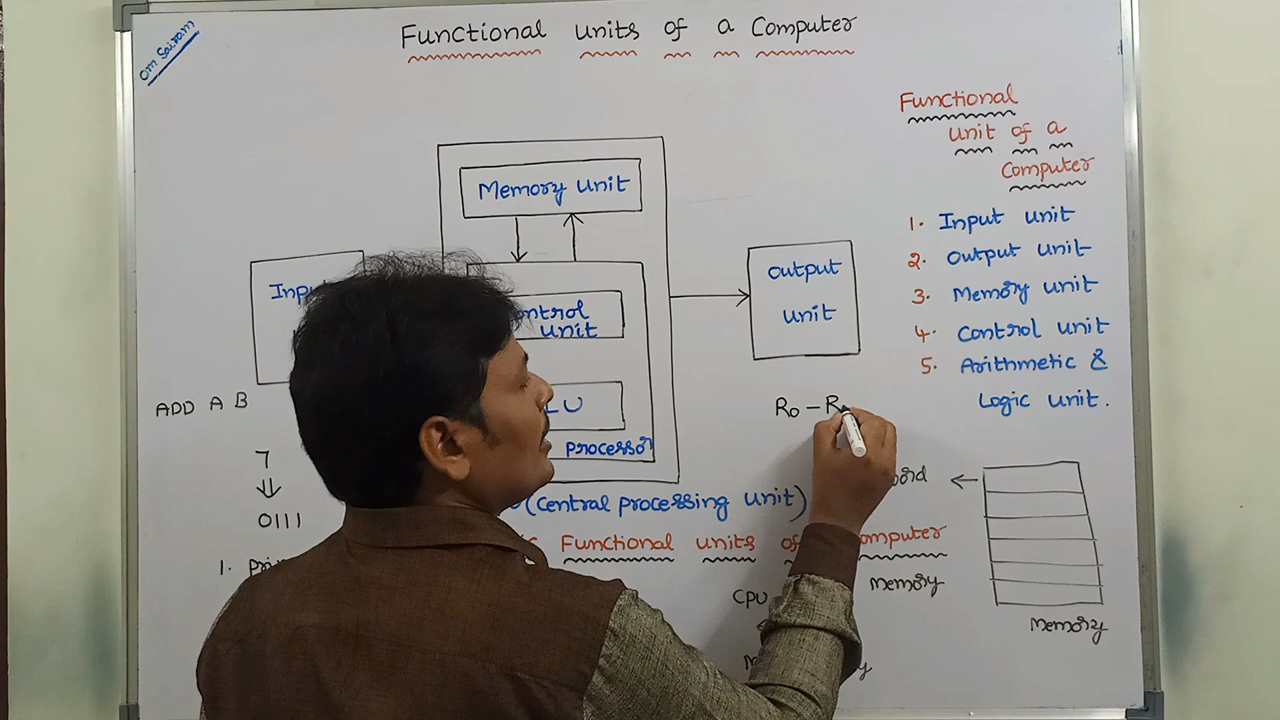 Om Sairam
Functional Units of a Computer
Functional
Unit of a
Computer
1. Input Unit
2. Output Unit
3. Memory Unit
4. Control Unit
5. Arithmetic &
Logic Unit.
Memory Unit
Unit
processor
Output
Unit
ADD A B
7
0111
R0 – R
(Central processing Unit)
Functional Units
1.
CPU
Memory
Memory